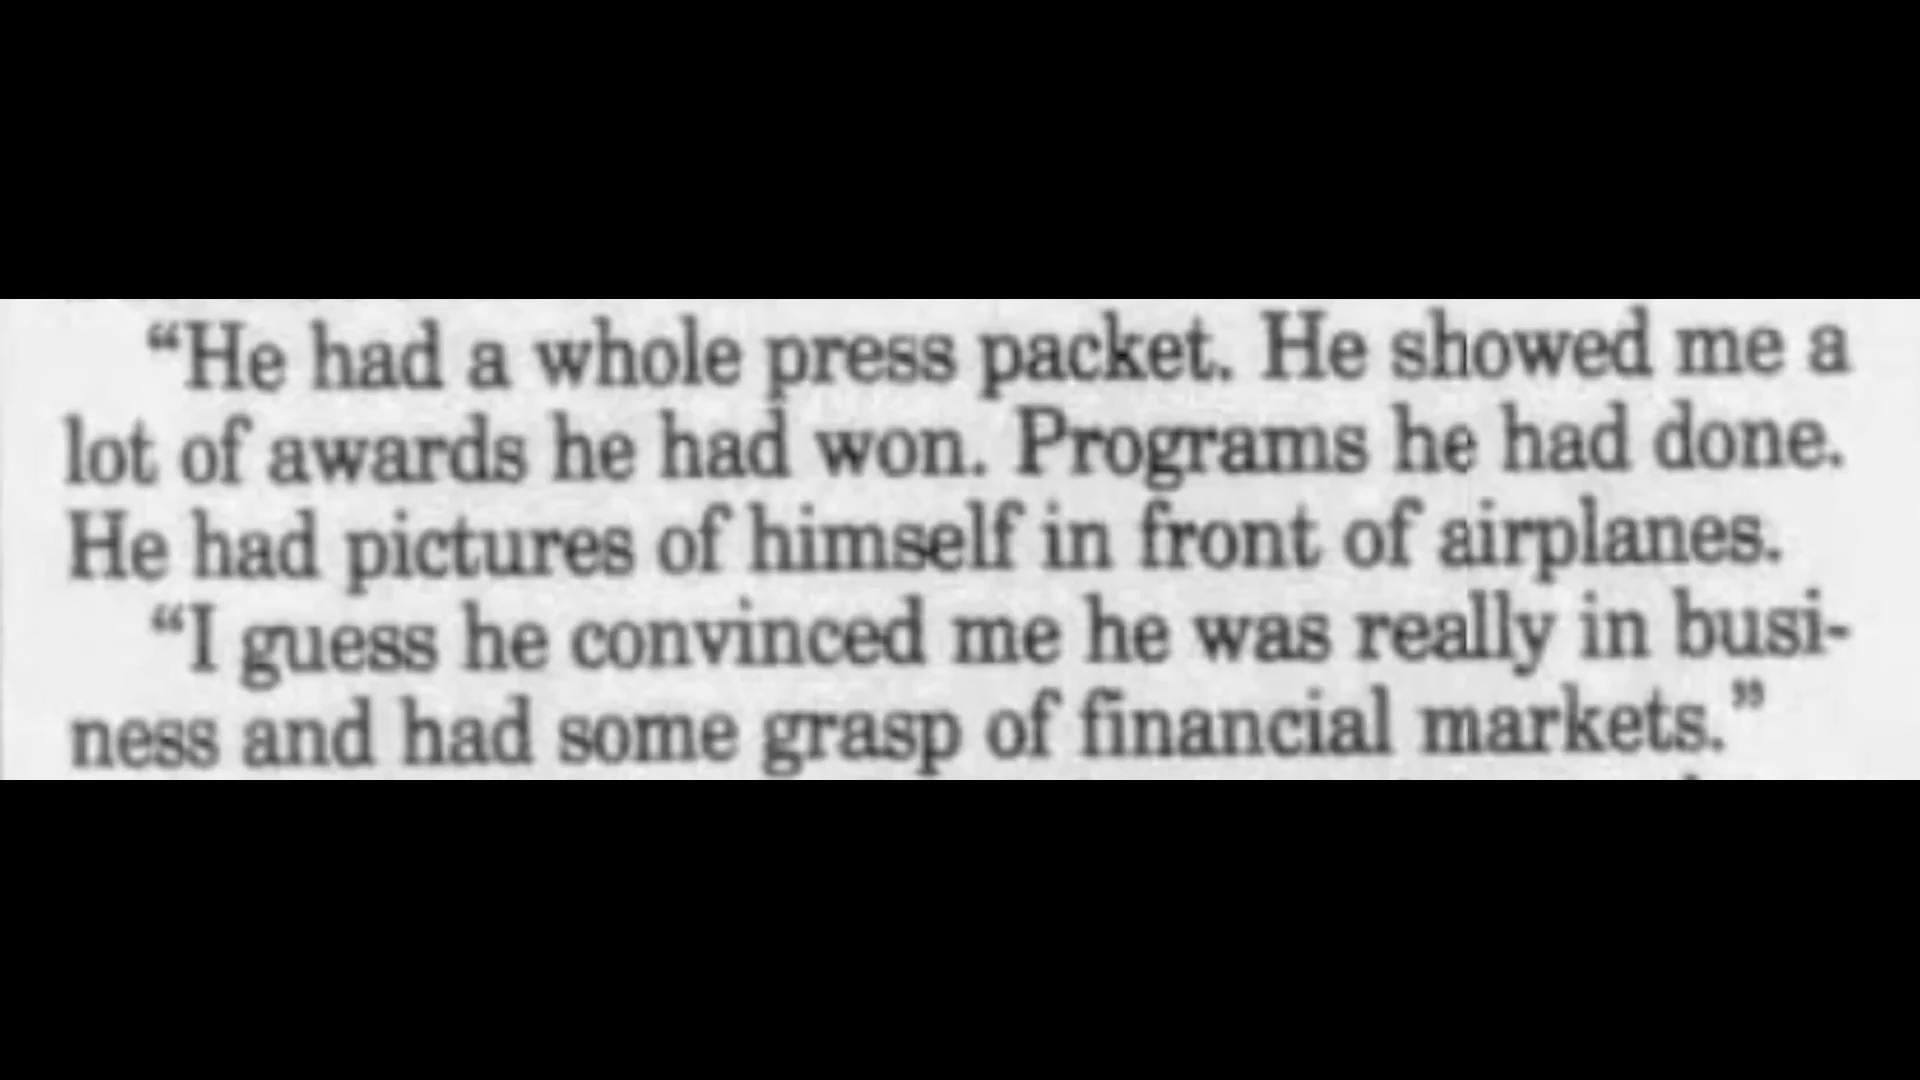 “He had a whole press packet. He showed me a
lot of awards he had won. Programs he had done.
He had pictures of himself in front of airplanes.
“I guess he convinced me he was really in busi-
ness and had some grasp of financial markets.”